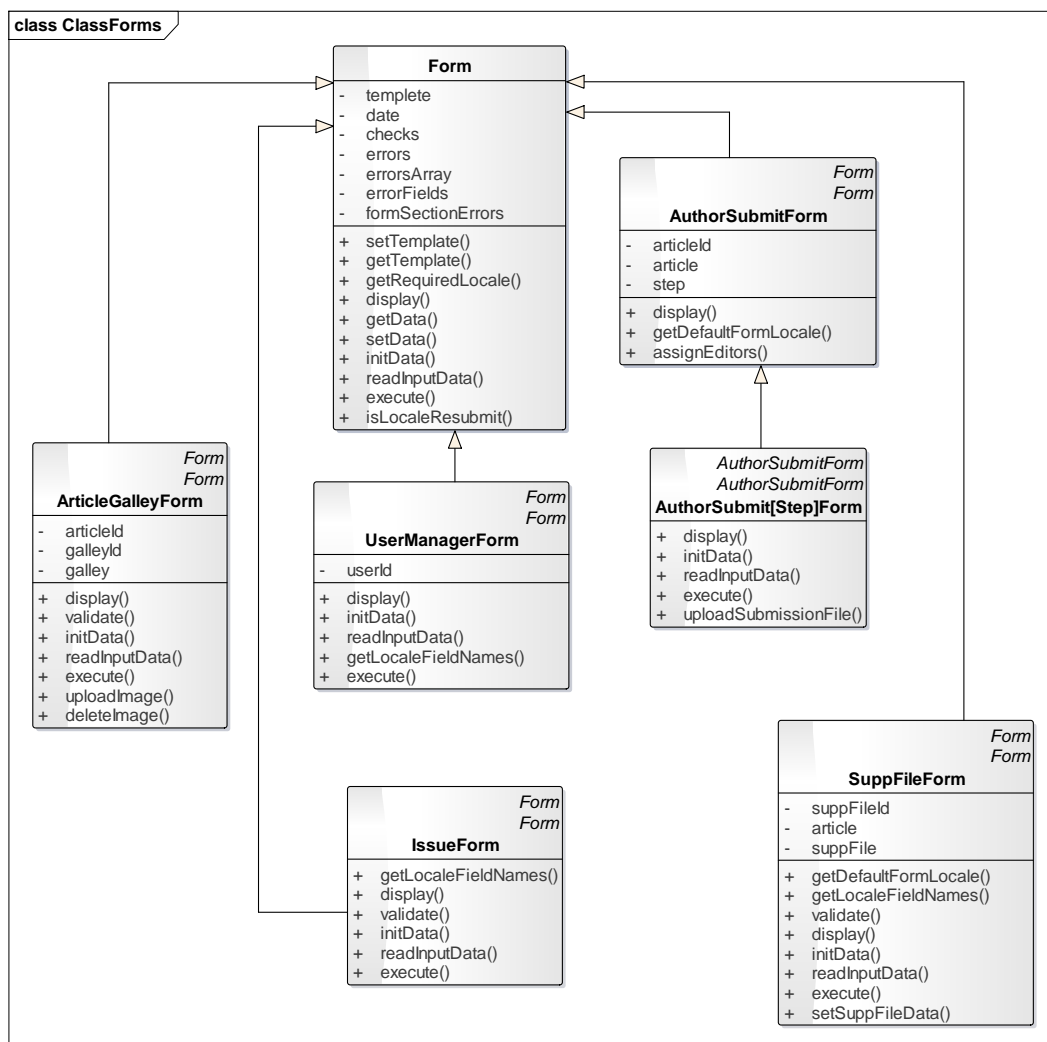 class ClassForms
Form
- templete
- date
- checks
- errors
- errorsArray
- errorFields
- formSectionErrors
+ setTemplate()
+ getTemplate()
+ getRequiredLocale()
+ display()
+ getData()
+ setData()
+ initData()
+ readInputData()
+ execute()
+ isLocaleResubmit()
Form
Form
AuthorSubmitForm
- articleId
- article
- step
+ display()
+ getDefaultFormLocale()
+ assignEditors()
Form
Form
ArticleGalleyForm
- articleId
- galleyId
- galley
+ display()
+ validate()
+ initData()
+ readInputData()
+ execute()
+ uploadImage()
+ deleteImage()
Form
Form
UserManagerForm
- userId
+ display()
+ initData()
+ readInputData()
+ getLocaleFieldNames()
+ execute()
AuthorSubmitForm
AuthorSubmitForm
AuthorSubmit[Step]Form
+ display()
+ initData()
+ readInputData()
+ execute()
+ uploadSubmissionFile()
Form
Form
IssueForm
+ getLocaleFieldNames()
+ display()
+ validate()
+ initData()
+ readInputData()
+ execute()
Form
Form
SuppFileForm
- suppFileId
- article
- suppFile
+ getDefaultFormLocale()
+ getLocaleFieldNames()
+ validate()
+ display()
+ initData()
+ readInputData()
+ execute()
+ setSuppFileData()